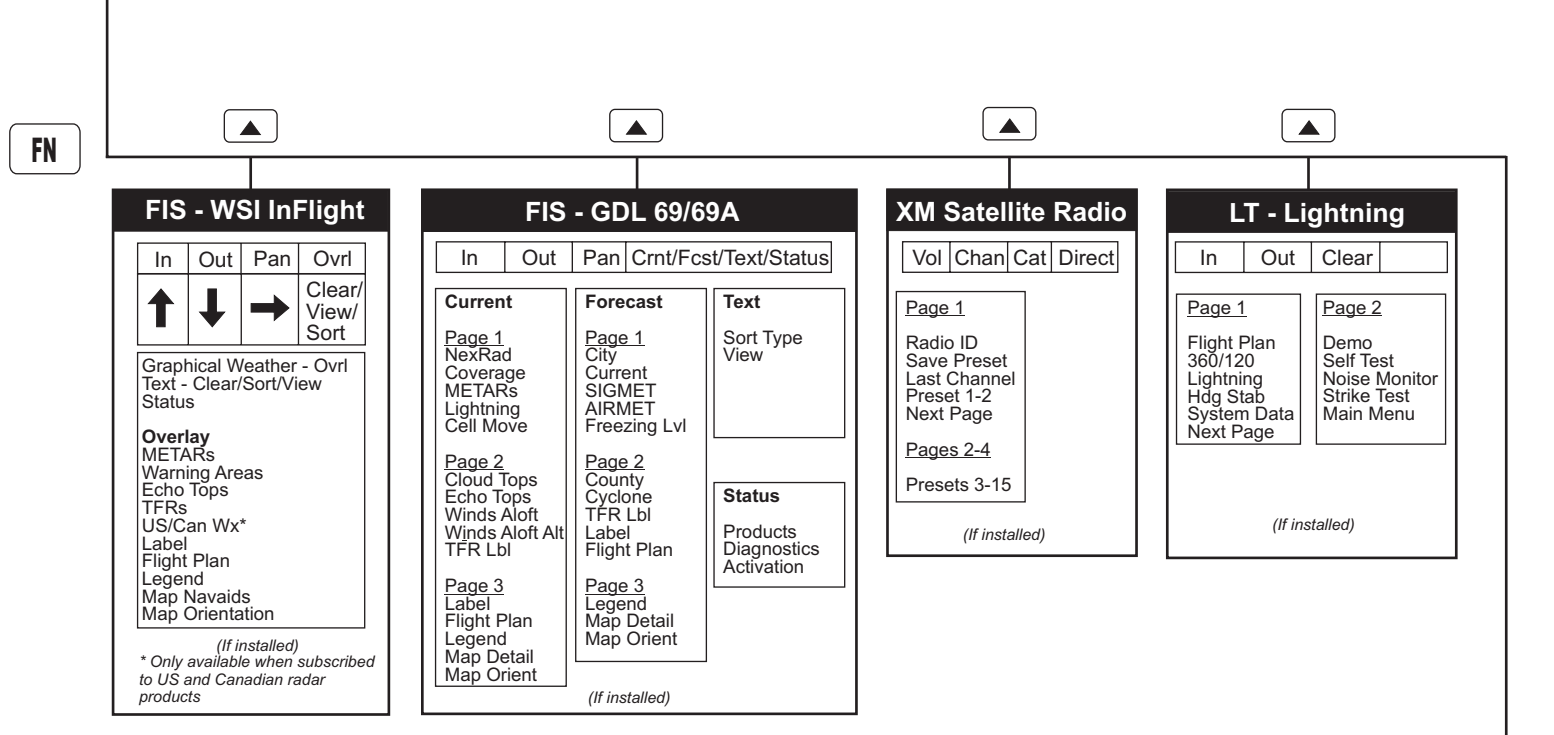 FN
FIS - WSI InFlight
In Out Pan Ovrl
Clear/
View/
Sort
Graphical Weather - Ovrl
Text - Clear/Sort/View
Status
Overlay
METARs
Warning Areas
Echo Tops
TFRs
US/Can Wx*
Label
Flight Plan
Legend
Map Navaids
Map Orientation
(If installed)
* Only available when subscribed
to US and Canadian radar
products
FIS - GDL 69/69A
In Out Pan Crnt/Fcst/Text/Status
Current
Page 1
NexRad
Coverage
METARs
Lightning
Cell Move
Page 2
Cloud Tops
Echo Tops
Winds Aloft
Winds Aloft Alt
TFR Lbl
Page 3
Label
Flight Plan
Legend
Map Detail
Map Orient
Forecast
Page 1
City
Current
SIGMET
AIRMET
Freezing Lvl
Page 2
County
Cyclone
TFR Lbl
Label
Flight Plan
Page 3
Legend
Map Detail
Map Orient
Text
Sort Type
View
Status
Products
Diagnostics
Activation
(If installed)
XM Satellite Radio
Vol Chan Cat Direct
Page 1
Radio ID
Save Preset
Last Channel
Preset 1-2
Next Page
Pages 2-4
Presets 3-15
(If installed)
LT - Lightning
In Out Clear
Page 1
Flight Plan
360/120
Lightning
Hdg Stab
System Data
Next Page
Page 2
Demo
Self Test
Noise Monitor
Strike Test
Main Menu
(If installed)